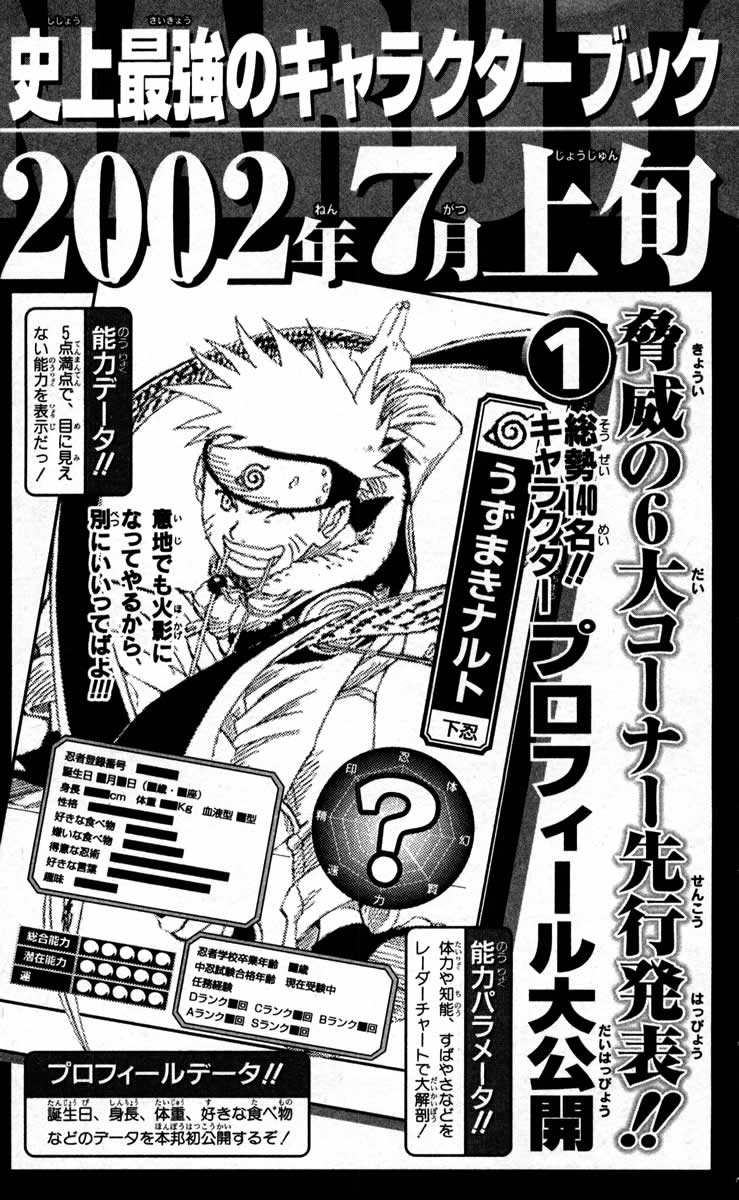 NARUT
史上最強のキャラクターブック
2002年7月上旬
脅威の6大コーナー先行発表!!
1
総勢140名!!
キャラクター
プロフィール大公開
うずまきナルト
下忍
能力データ!!
5点満点で、目に見え
ない能力を表示だっ!
意地でも火影に
なってやるから、
別にいいってばよ!!!
忍者登録番号
誕生日 ■月■日(■歳・■座)
身長■cm 体重■Kg 血液型■型
性格
好きな食べ物
嫌いな食べ物
得意な忍術
好きな言葉
趣味
忍
体
幻
賢
力
運
精
印
?
総合能力
潜在能力
運
忍者学校卒業年齢 ■歳
中忍試験合格年齢 現在受験中
任務経験
Dランク■回 Cランク■回 Bランク■回
Aランク■回 Sランク■回
能力パラメータ!!
体力や知能、すばやさなどを
レーダーチャートで大解剖!
プロフィールデータ!!
誕生日、身長、体重、好きな食べ物
などのデータを本邦初公開するぞ!